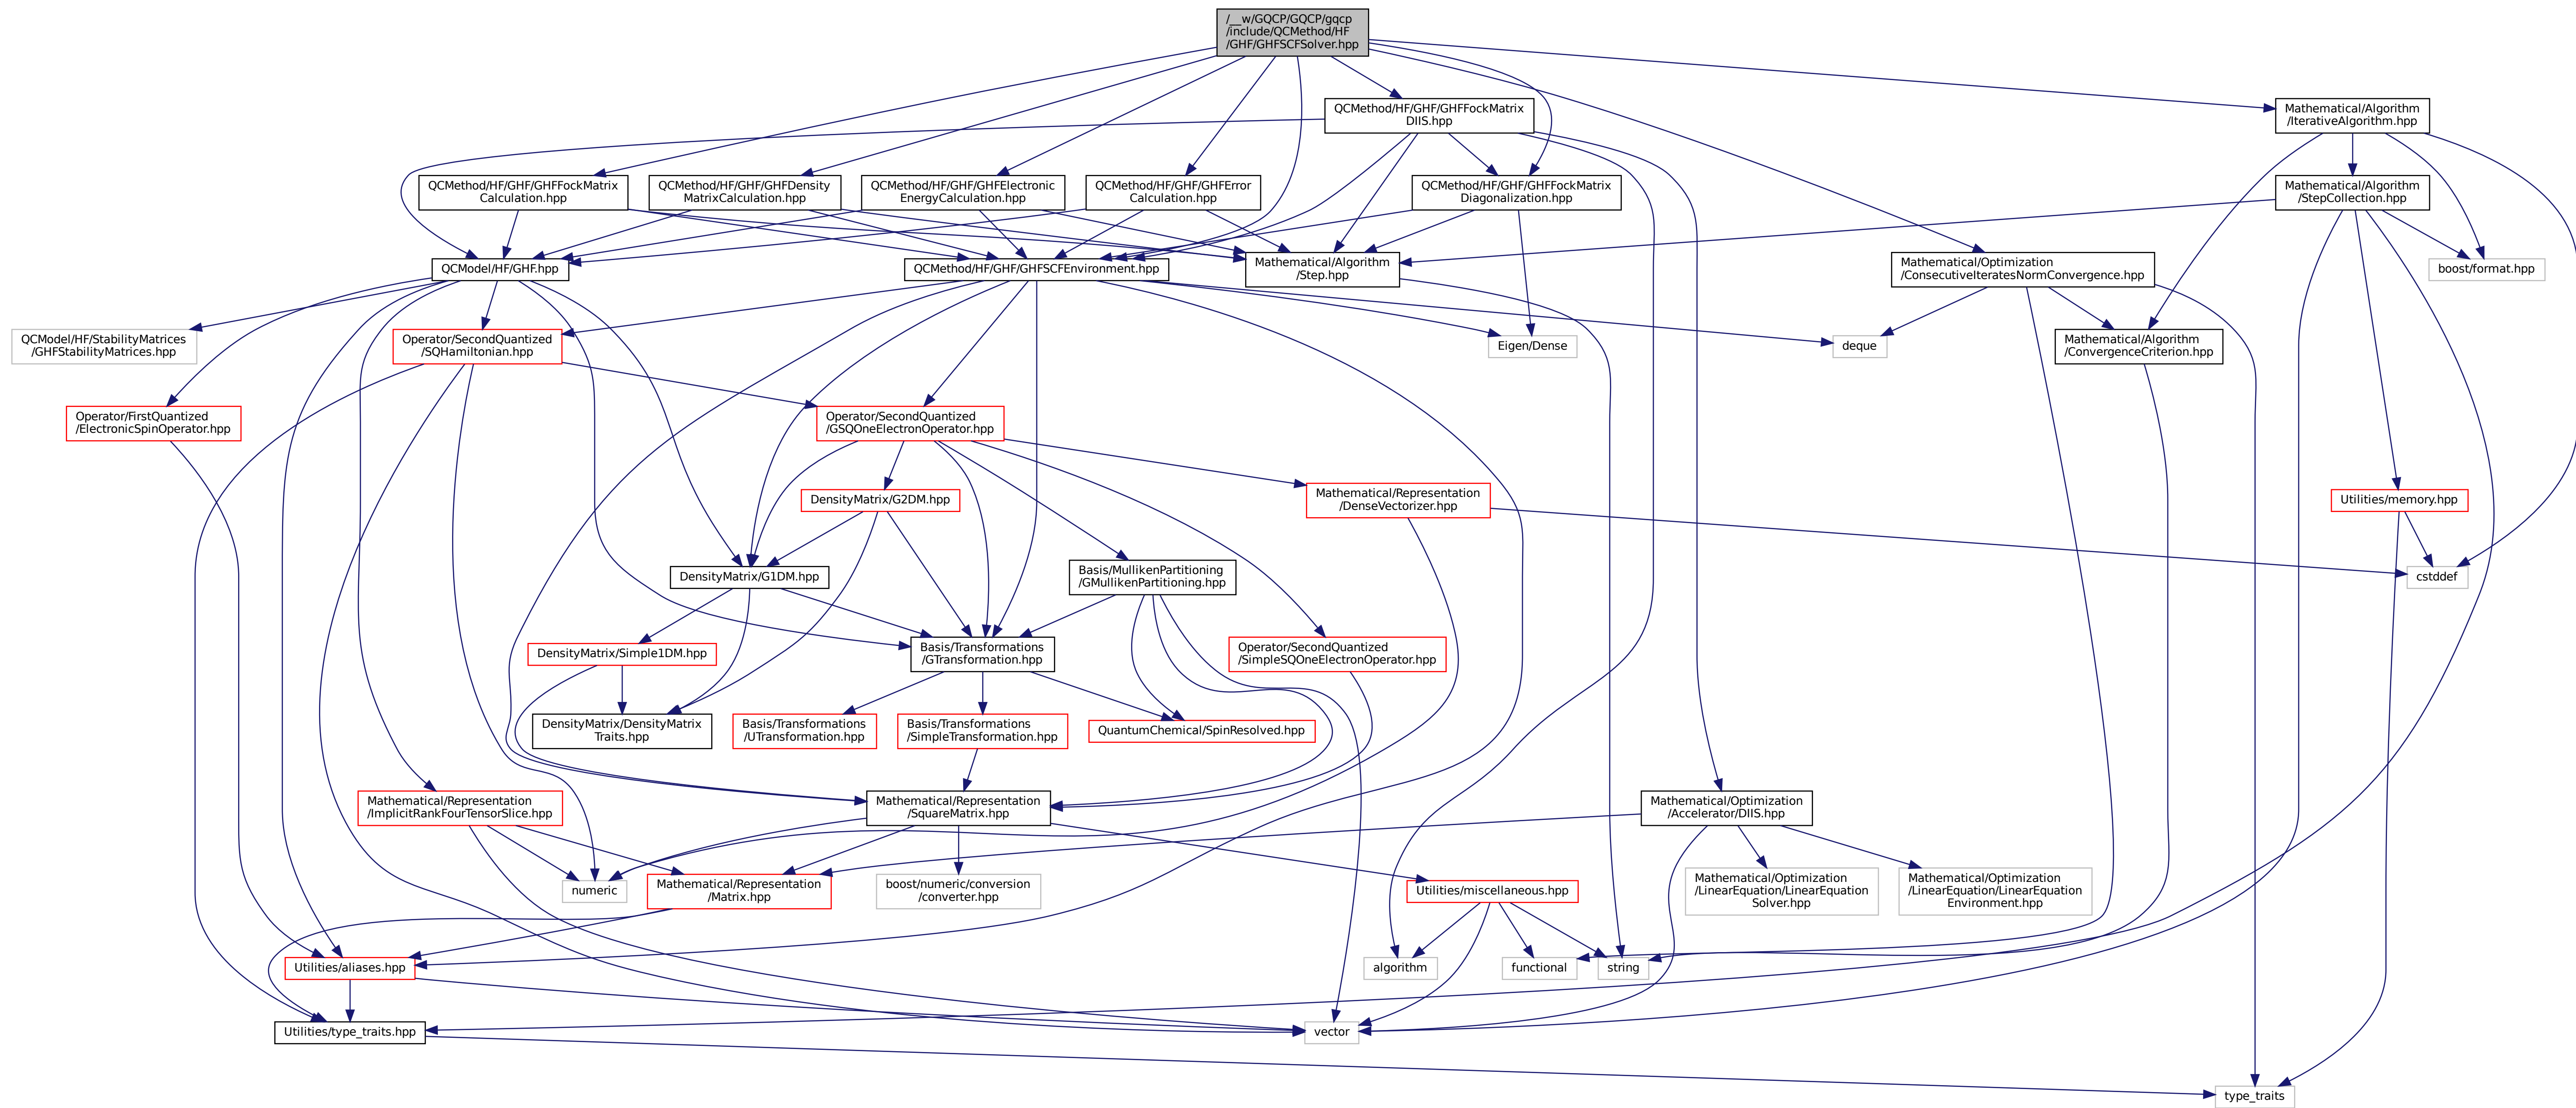 /__w/GQCP/GQCP/gqcp
/include/QCMethod/HF
/GHF/GHFSCFSolver.hpp
QCMethod/HF/GHF/GHFFockMatrix
DIIS.hpp
Mathematical/Algorithm
/IterativeAlgorithm.hpp
QCMethod/HF/GHF/GHFFockMatrix
Calculation.hpp
QCMethod/HF/GHF/GHFDensity
MatrixCalculation.hpp
QCMethod/HF/GHF/GHFElectronic
EnergyCalculation.hpp
QCMethod/HF/GHF/GHFError
Calculation.hpp
QCMethod/HF/GHF/GHFFockMatrix
Diagonalization.hpp
Mathematical/Algorithm
/StepCollection.hpp
QCModel/HF/GHF.hpp
QCMethod/HF/GHF/GHFSCFEnvironment.hpp
Mathematical/Algorithm
/Step.hpp
Mathematical/Optimization
/ConsecutiveIteratesNormConvergence.hpp
boost/format.hpp
QCModel/HF/StabilityMatrices
/GHFStabilityMatrices.hpp
Operator/SecondQuantized
/SQHamiltonian.hpp
Eigen/Dense
deque
Mathematical/Algorithm
/ConvergenceCriterion.hpp
Operator/FirstQuantized
/ElectronicSpinOperator.hpp
Operator/SecondQuantized
/GSQOneElectronOperator.hpp
DensityMatrix/G2DM.hpp
Mathematical/Representation
/DenseVectorizer.hpp
Utilities/memory.hpp
DensityMatrix/G1DM.hpp
Basis/MullikenPartitioning
/GMullikenPartitioning.hpp
cstddef
DensityMatrix/Simple1DM.hpp
Basis/Transformations
/GTransformation.hpp
Operator/SecondQuantized
/SimpleSQOneElectronOperator.hpp
DensityMatrix/DensityMatrix
Traits.hpp
Basis/Transformations
/UTransformation.hpp
Basis/Transformations
/SimpleTransformation.hpp
QuantumChemical/SpinResolved.hpp
Mathematical/Representation
/ImplicitRankFourTensorSlice.hpp
Mathematical/Representation
/SquareMatrix.hpp
Mathematical/Optimization
/Accelerator/DIIS.hpp
numeric
Mathematical/Representation
/Matrix.hpp
boost/numeric/conversion
/converter.hpp
Utilities/miscellaneous.hpp
Mathematical/Optimization
/LinearEquation/LinearEquation
Solver.hpp
Mathematical/Optimization
/LinearEquation/LinearEquation
Environment.hpp
Utilities/aliases.hpp
algorithm
functional
string
Utilities/type_traits.hpp
vector
type_traits